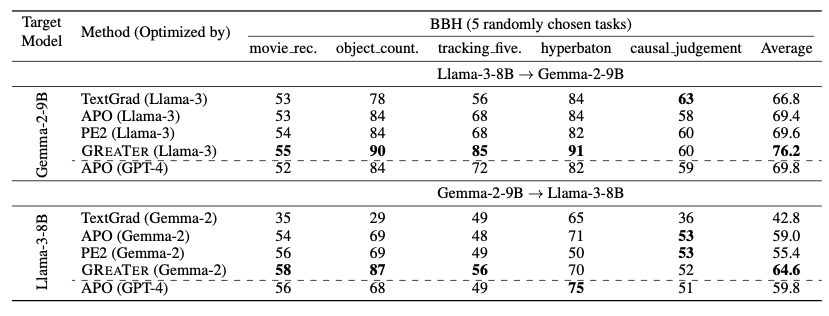 Target Model Method (Optimized by) BBH (5 randomly chosen tasks)
movie_rec. object_count. tracking_five. hyperbaton causal_judgement Average
Llama-3-8B → Gemma-2-9B
Gemma-2-9B
TextGrad (Llama-3) 53 78 56 84 63 66.8
APO (Llama-3) 53 84 68 84 58 69.4
PE2 (Llama-3) 54 84 68 82 60 69.6
GREATER (Llama-3) 55 90 85 91 60 76.2
APO (GPT-4) 52 84 72 82 59 69.8
Gemma-2-9B → Llama-3-8B
Llama-3-8B
TextGrad (Gemma-2) 35 29 49 65 36 42.8
APO (Gemma-2) 54 69 48 71 53 59.0
PE2 (Gemma-2) 56 69 49 50 53 55.4
GREATER (Gemma-2) 58 87 56 70 52 64.6
APO (GPT-4) 56 68 49 75 51 59.8